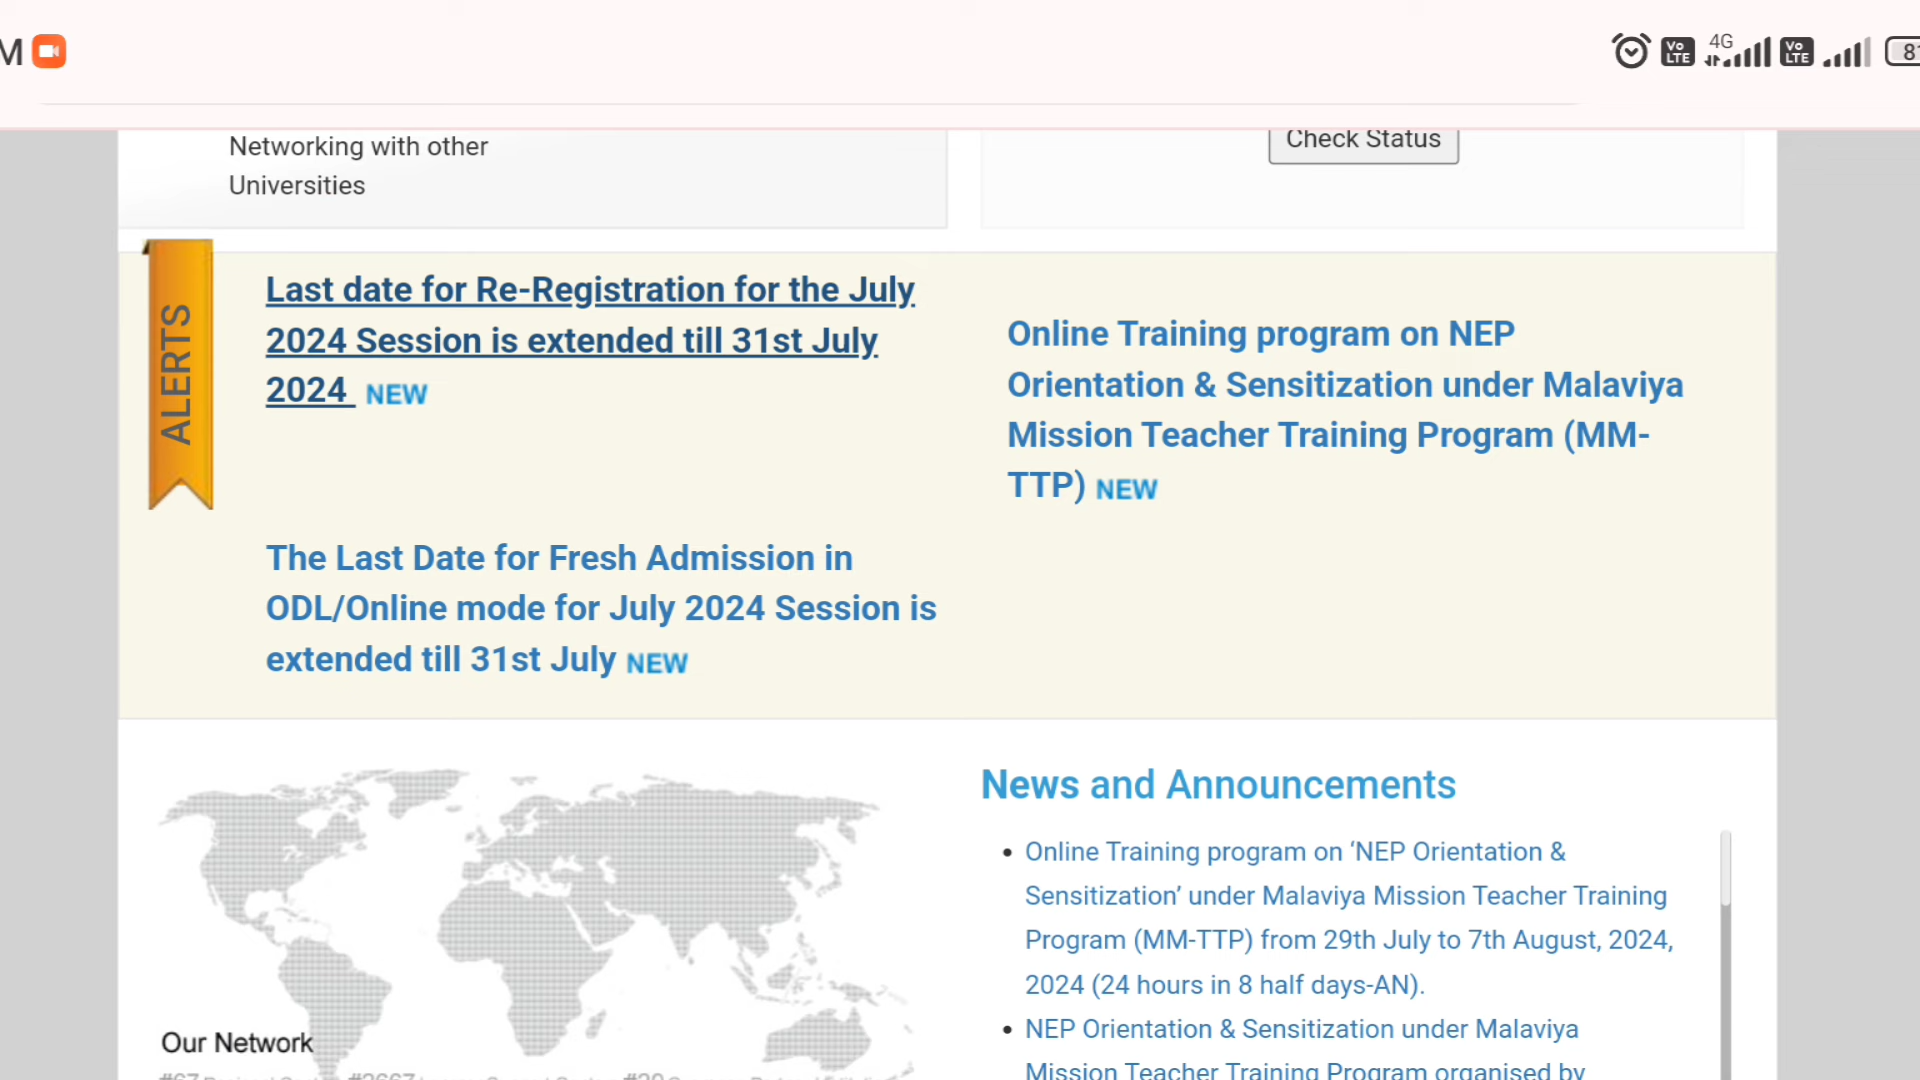 M
4G
Vo
LTE
Vo
LTE
Networking with other
Universities
Check Status
ALERTS
Last date for Re-Registration for the July
2024 Session is extended till 31st July
2024 NEW
Online Training program on NEP
Orientation & Sensitization under Malaviya
Mission Teacher Training Program (MM-
TTP) NEW
The Last Date for Fresh Admission in
ODL/Online mode for July 2024 Session is
extended till 31st July NEW
News and Announcements
Online Training program on ‘NEP Orientation &
Sensitization’ under Malaviya Mission Teacher Training
Program (MM-TTP) from 29th July to 7th August, 2024,
2024 (24 hours in 8 half days-AN).
NEP Orientation & Sensitization under Malaviya
Mission Teacher Training Program organised by
Our Network